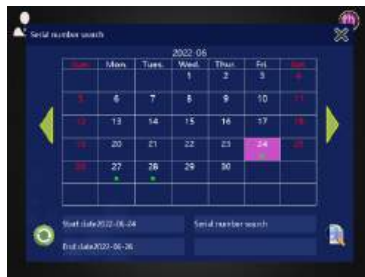 Serial number search
2022-06
Sun. Mon. Tues. Wed. Thur. Fri. Sat.
1 2 3 4
5 6 7 8 9 10 11
12 13 14 15 16 17 18
19 20 21 22 23 24 25
26 27 28 29 30
Start date2022-06-24 Serial number search
End date2022-06-26